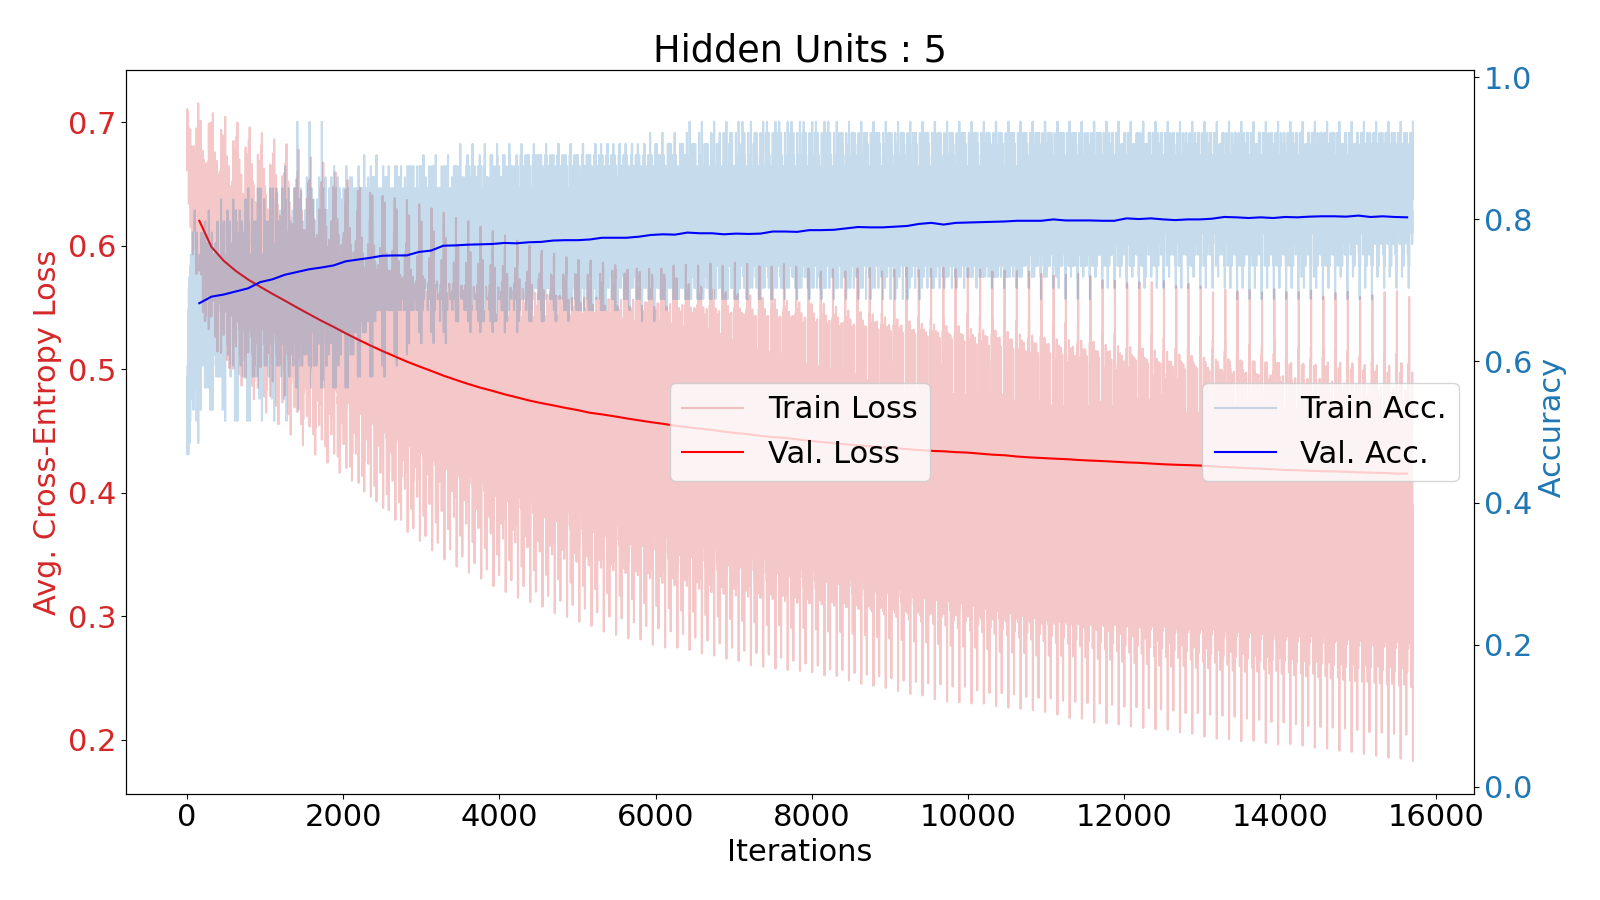 Hidden Units : 5
Avg. Cross-Entropy Loss
0.7
0.6
0.5
0.4
0.3
0.2
Train Loss
Val. Loss
Train Acc.
Val. Acc.
1.0
0.8
0.6
0.4
0.2
0.0
Accuracy
0 2000 4000 6000 8000 10000 12000 14000 16000
Iterations